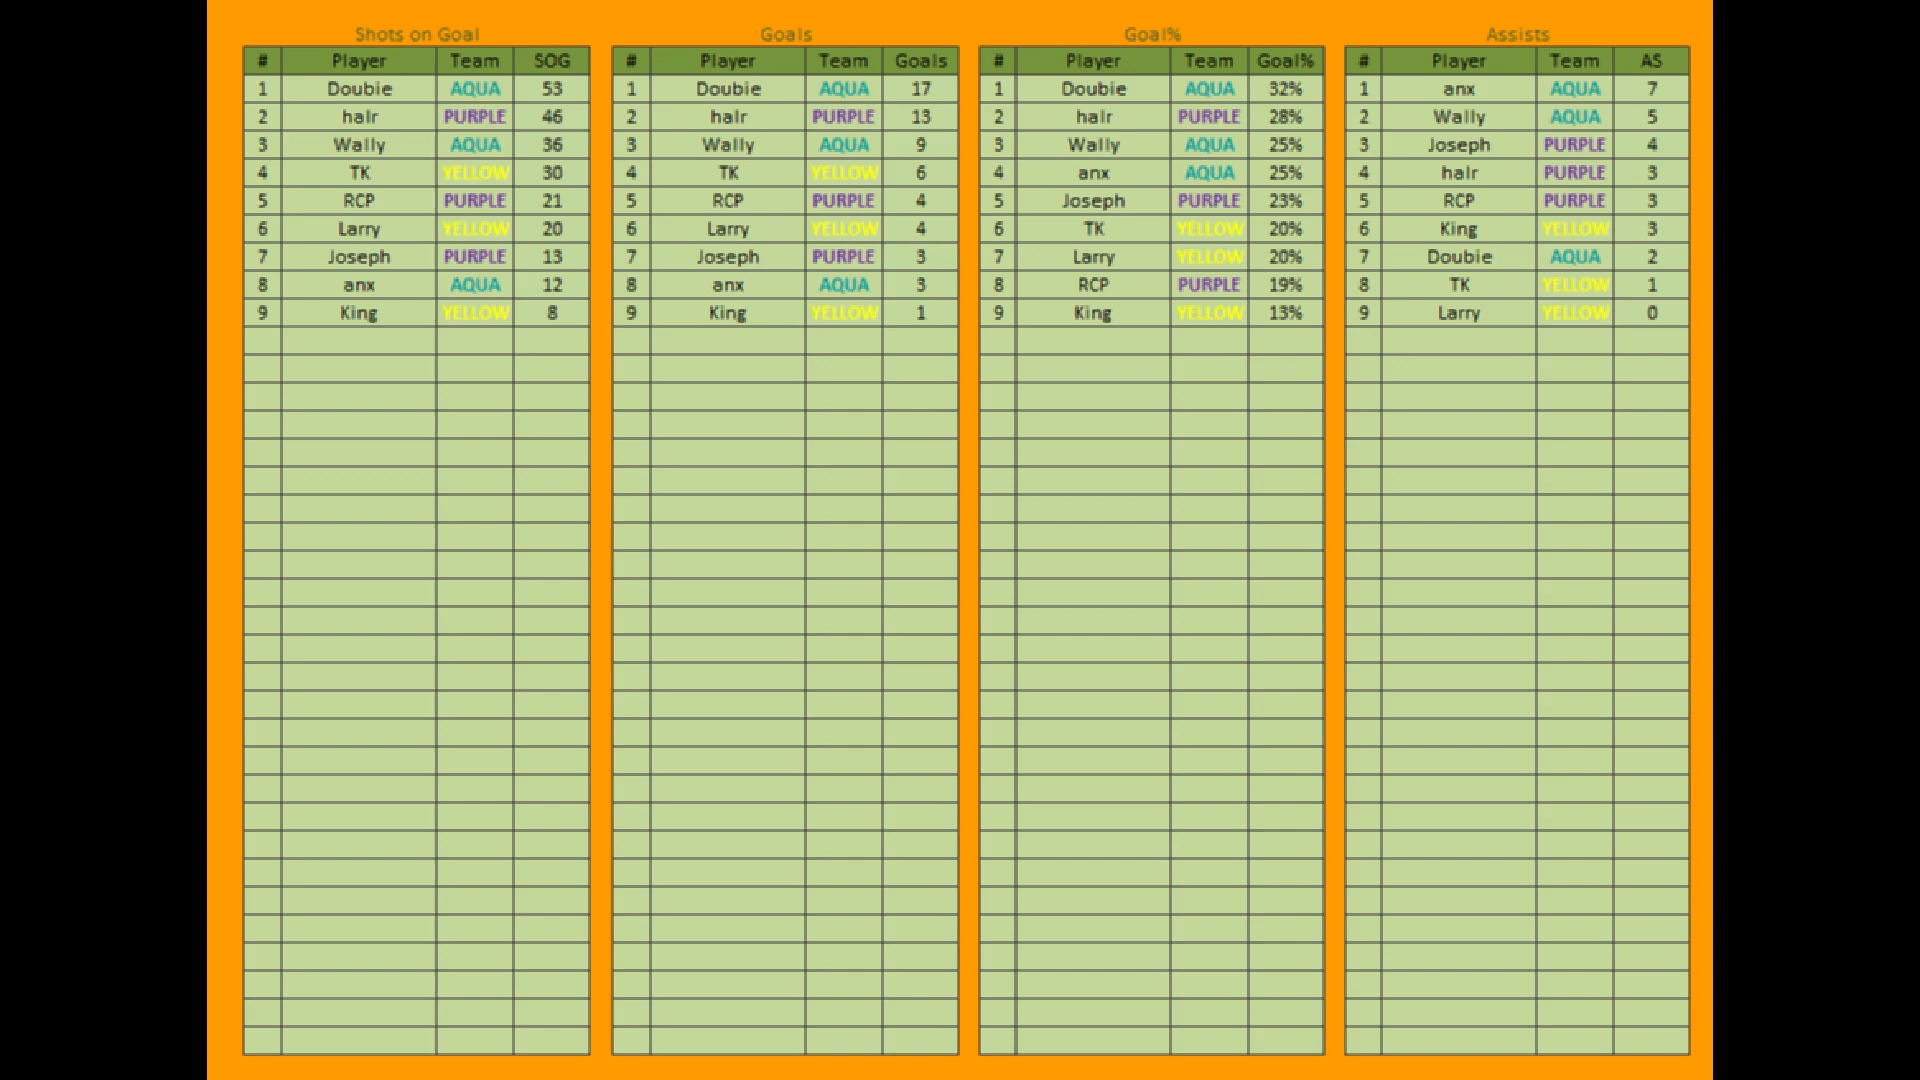 Shots on Goal Goals Goal% Assists
# Player Team SOG # Player Team Goals # Player Team Goal% # Player Team AS
1 Doubie AQUA 53 1 Doubie AQUA 17 1 Doubie AQUA 32% 1 anx AQUA 7
2 halr PURPLE 46 2 halr PURPLE 13 2 halr PURPLE 28% 2 Wally AQUA 5
3 Wally AQUA 36 3 Wally AQUA 9 3 Wally AQUA 25% 3 Joseph PURPLE 4
4 TK YELLOW 30 4 TK YELLOW 6 4 anx AQUA 25% 4 halr PURPLE 3
5 RCP PURPLE 21 5 RCP PURPLE 4 5 Joseph PURPLE 23% 5 RCP PURPLE 3
6 Larry YELLOW 20 6 Larry YELLOW 4 6 TK YELLOW 20% 6 King YELLOW 3
7 Joseph PURPLE 13 7 Joseph PURPLE 3 7 Larry YELLOW 20% 7 Doubie AQUA 2
8 anx AQUA 12 8 anx AQUA 3 8 RCP PURPLE 19% 8 TK YELLOW 1
9 King YELLOW 8 9 King YELLOW 1 9 King YELLOW 13% 9 Larry YELLOW 0